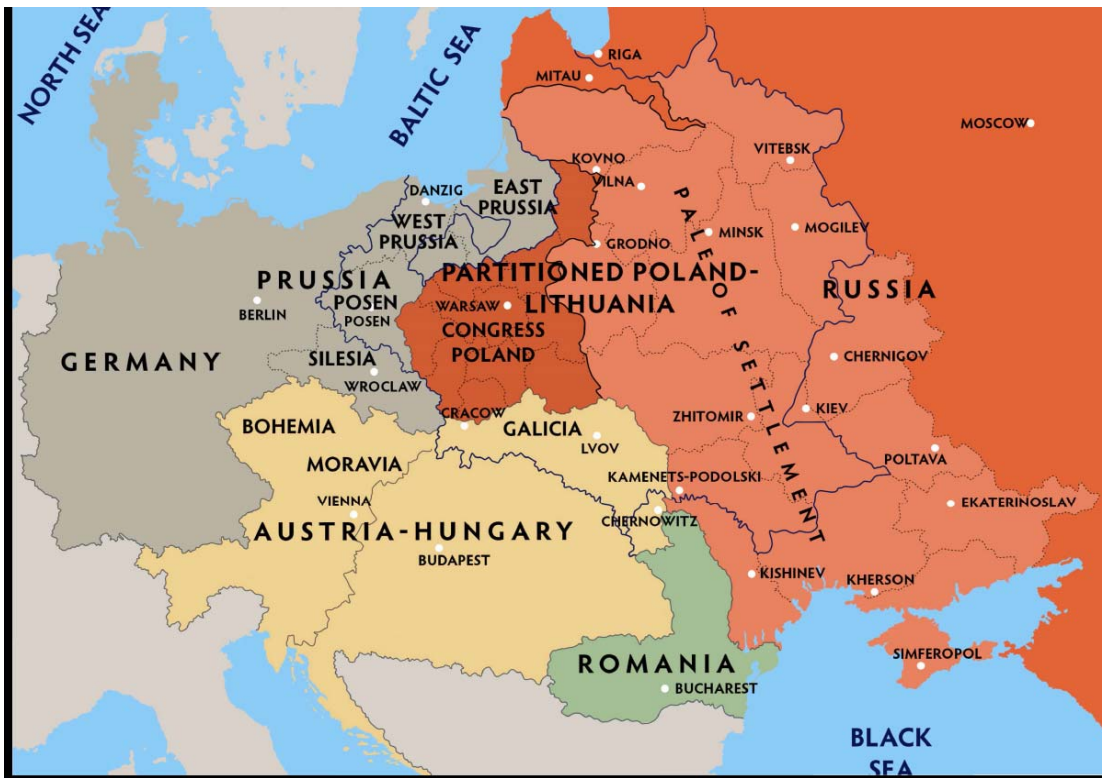 NORTH SEA
BALTIC SEA
RIGA
MITAU
MOSCOW
VITEBSK
KOVNO
VILNA
DANZIG
EAST
PRUSSIA
WEST
PRUSSIA
GRODNO
MINSK
MOGILEV
PALE OF SETTLEMENT
PRUSSIA
PARTITIONED POLAND-
LITHUANIA
RUSSIA
BERLIN
POSEN
POSEN
WARSAW
CONGRESS
POLAND
GERMANY
SILESIA
WROCLAW
CHERNIGOV
CRACOW
ZHITOMIR
KIEV
BOHEMIA
GALICIA
LVOV
POLTAVA
MORAVIA
KAMENETS-PODOLSKI
VIENNA
EKATERINOSLAV
AUSTRIA-HUNGARY
CHERNOWITZ
BUDAPEST
KISHINEV
KHERSON
SIMFEROPOL
ROMANIA
BUCHAREST
BLACK
SEA